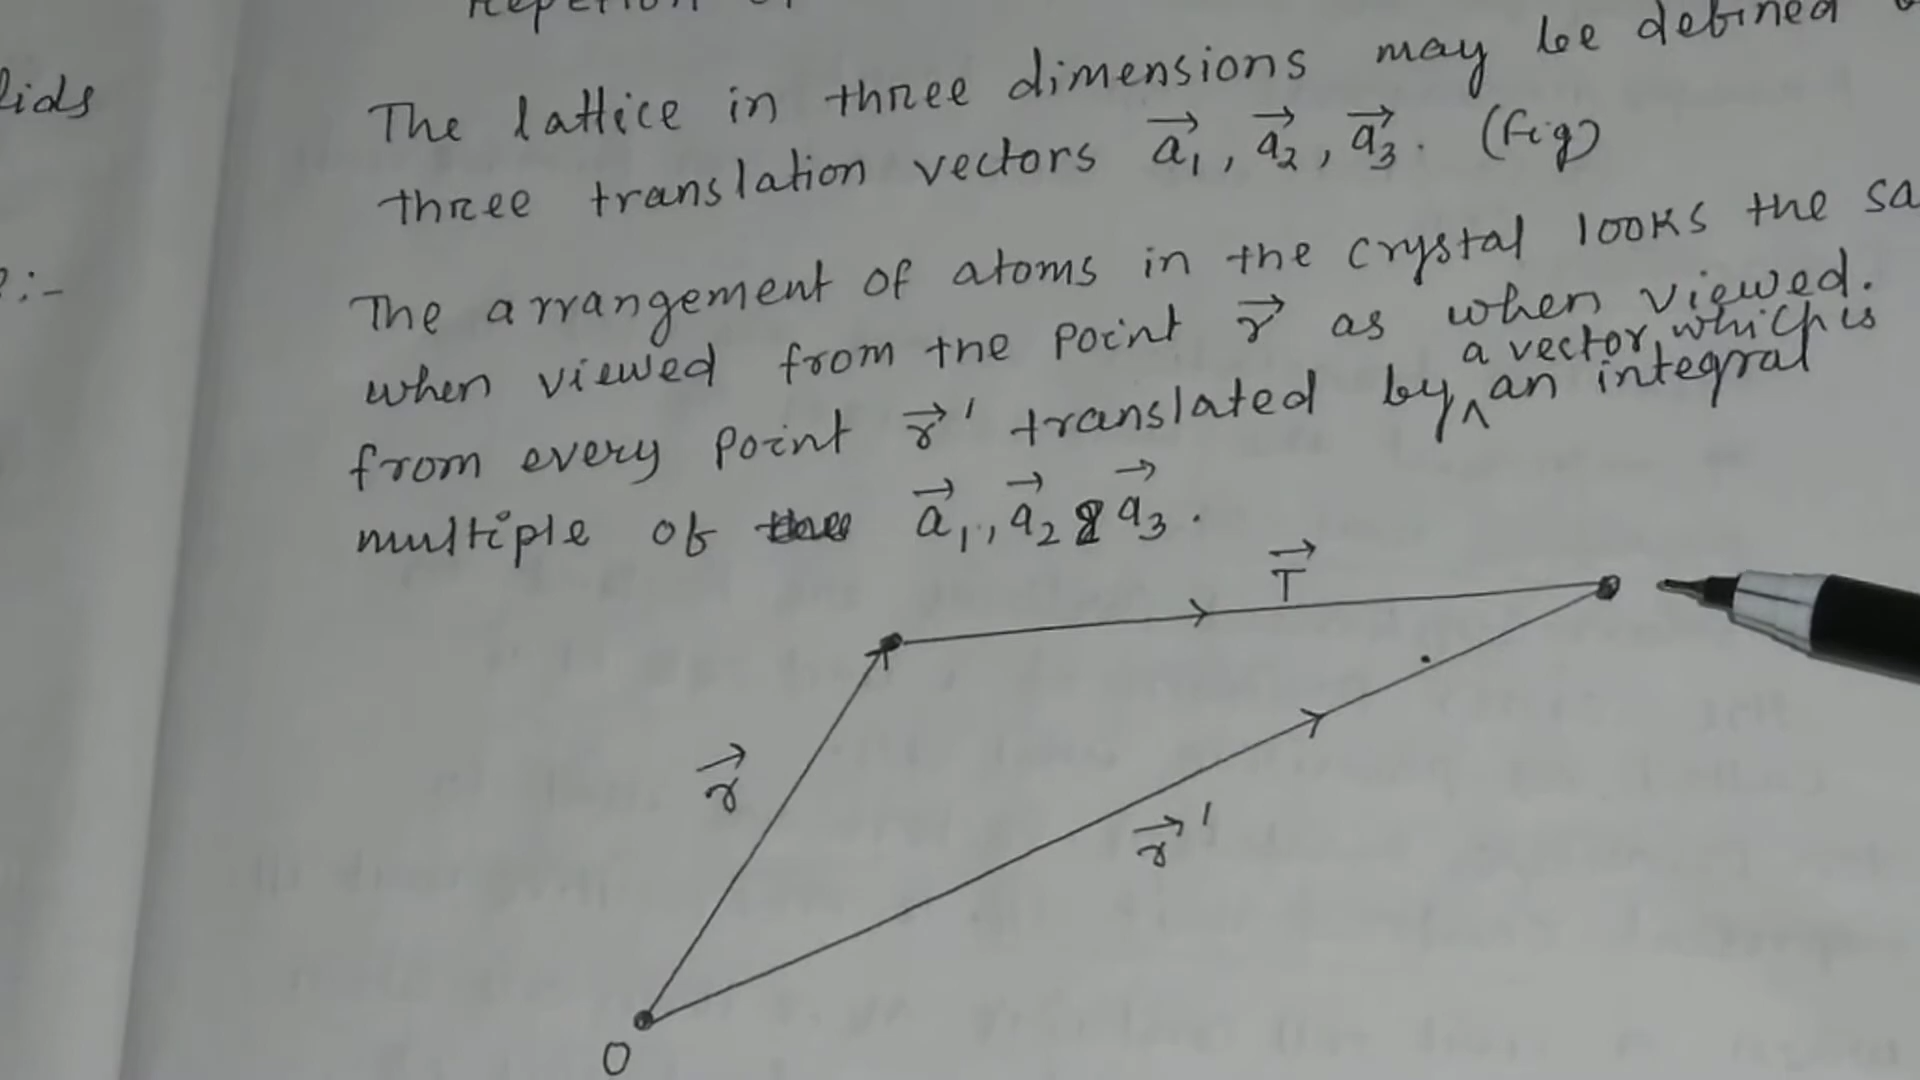 The lattice in three dimensions may be defined
three translation vectors a⃗₁, a⃗₂, a⃗₃. (Fig)
The arrangement of atoms in the crystal looks the sa
when viewed from the point r⃗ as when viewed.
a vector, which is
from every point r⃗' translated by ^ an integral
multiple of a⃗₁, a⃗₂ & a⃗₃.
T⃗
r⃗
r⃗'
O